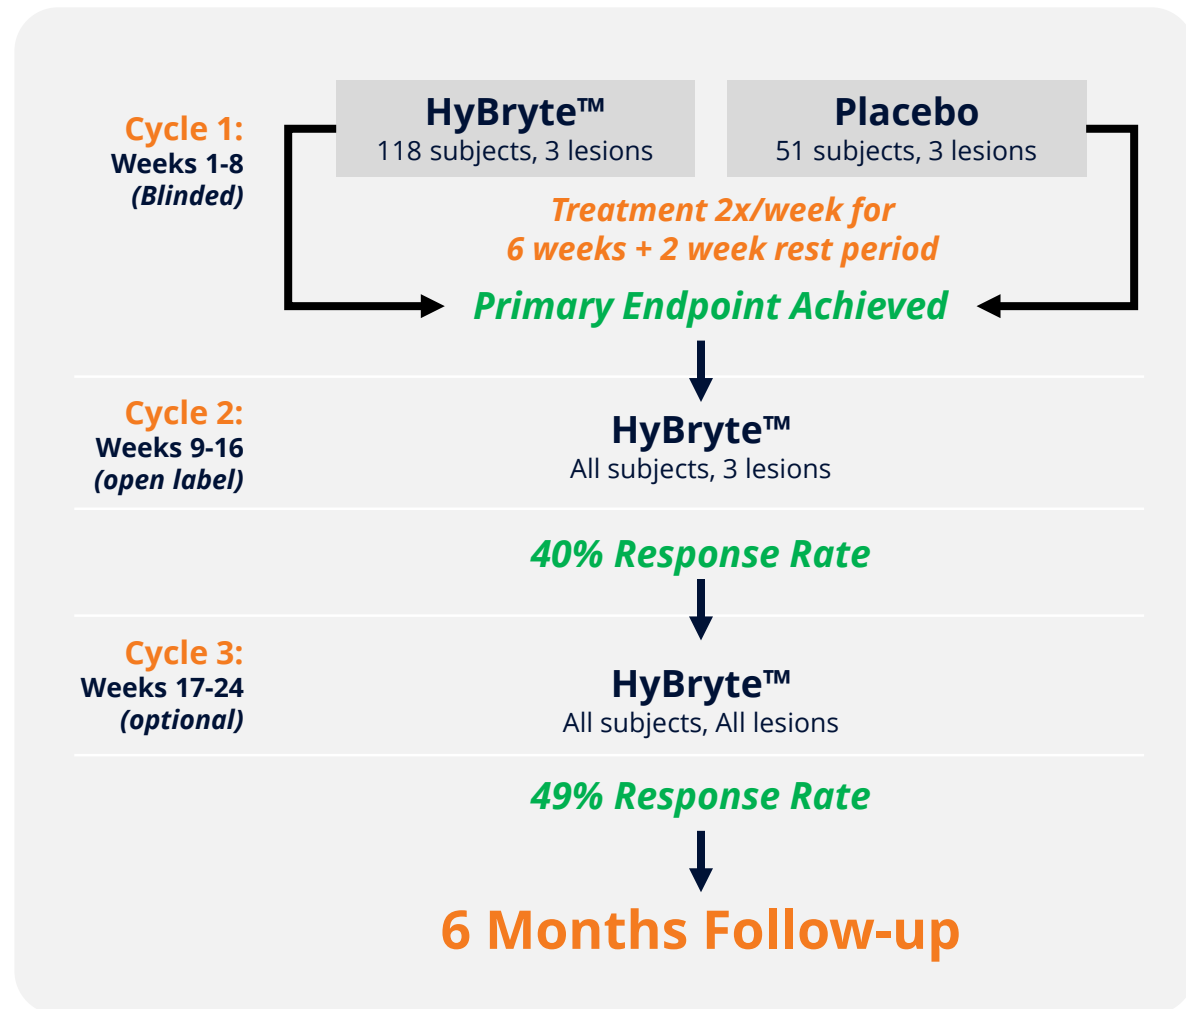 Cycle 1:
Weeks 1-8
(Blinded)
HyBryte™
118 subjects, 3 lesions
Placebo
51 subjects, 3 lesions
Treatment 2x/week for
6 weeks + 2 week rest period
Primary Endpoint Achieved
Cycle 2:
Weeks 9-16
(open label)
HyBryte™
All subjects, 3 lesions
40% Response Rate
Cycle 3:
Weeks 17-24
(optional)
HyBryte™
All subjects, All lesions
49% Response Rate
6 Months Follow-up